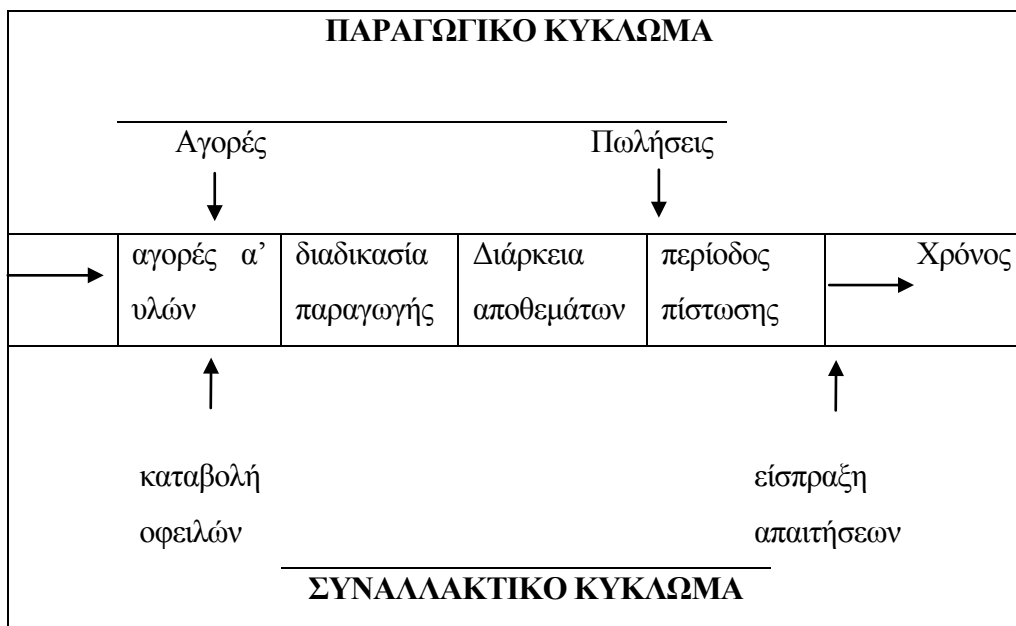 ΠΑΡΑΓΩΓΙΚΟ ΚΥΚΛΩΜΑ
Αγορές Πωλήσεις
αγορές α’ διαδικασία Διάρκεια περίοδος Χρόνος
υλών παραγωγής αποθεμάτων πίστωσης
καταβολή είσπραξη
οφειλών απαιτήσεων
ΣΥΝΑΛΛΑΚΤΙΚΟ ΚΥΚΛΩΜΑ